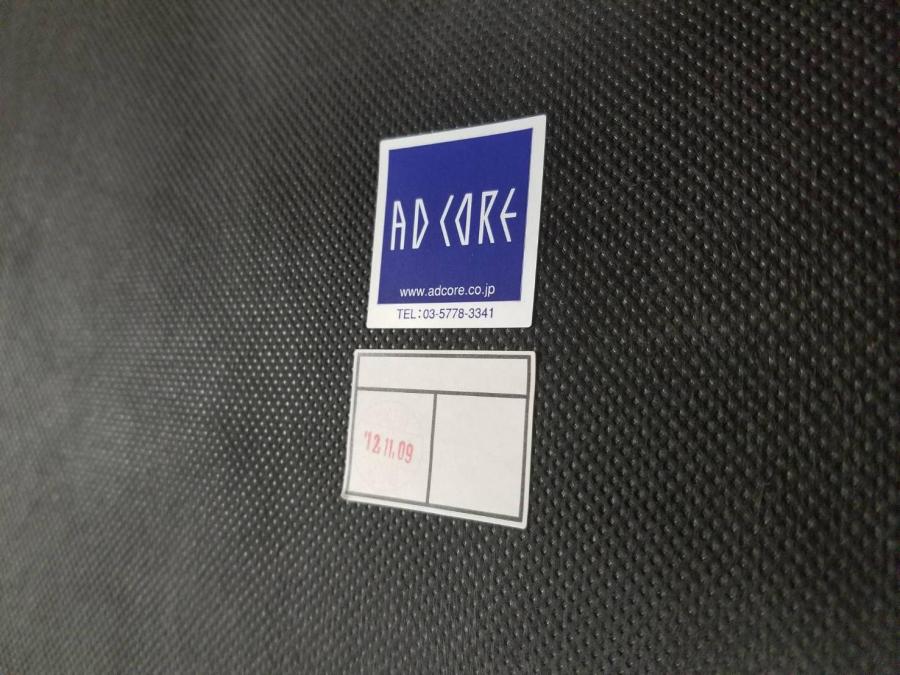 AD CORE
www.adcore.co.jp
TEL:03-5778-3341
'12.11.09